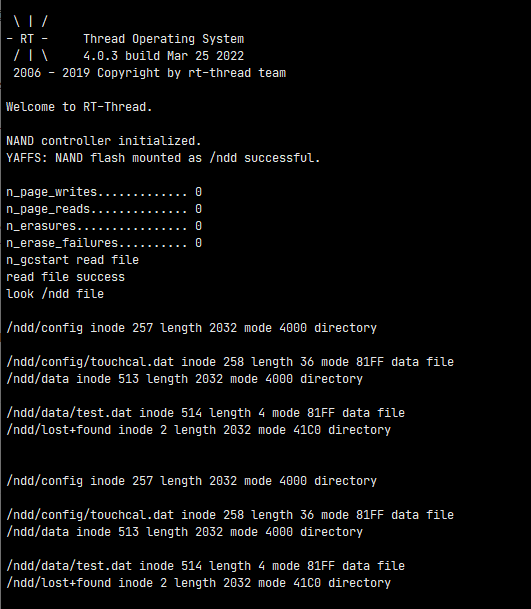 \ | /
- RT -     Thread Operating System
/ | \     4.0.3 build Mar 25 2022
2006 - 2019 Copyright by rt-thread team
Welcome to RT-Thread.
NAND controller initialized.
YAFFS: NAND flash mounted as /ndd successful.
n_page_writes............. 0
n_page_reads.............. 0
n_erasures................ 0
n_erase_failures.......... 0
n_gcstart read file
read file success
look /ndd file
/ndd/config inode 257 length 2032 mode 4000 directory
/ndd/config/touchcal.dat inode 258 length 36 mode 81FF data file
/ndd/data inode 513 length 2032 mode 4000 directory
/ndd/data/test.dat inode 514 length 4 mode 81FF data file
/ndd/lost+found inode 2 length 2032 mode 41C0 directory
/ndd/config inode 257 length 2032 mode 4000 directory
/ndd/config/touchcal.dat inode 258 length 36 mode 81FF data file
/ndd/data inode 513 length 2032 mode 4000 directory
/ndd/data/test.dat inode 514 length 4 mode 81FF data file
/ndd/lost+found inode 2 length 2032 mode 41C0 directory